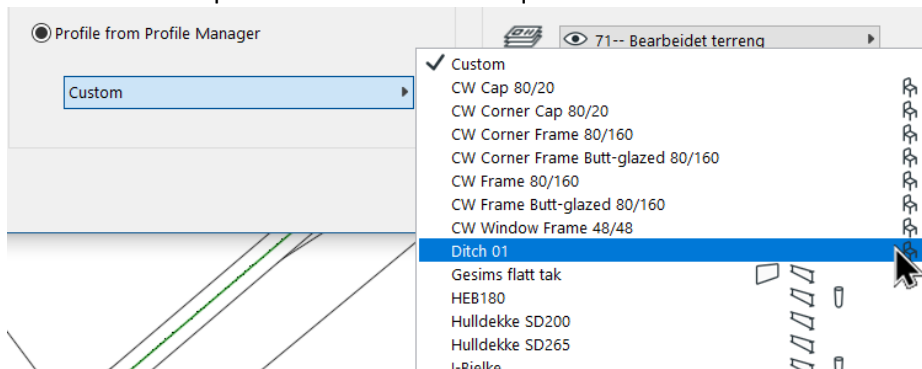 Profile from Profile Manager
71-- Bearbeidet terreng
Custom
Custom
CW Cap 80/20
CW Corner Cap 80/20
CW Corner Frame 80/160
CW Corner Frame Butt-glazed 80/160
CW Frame 80/160
CW Frame Butt-glazed 80/160
CW Window Frame 48/48
Ditch 01
Gesims flatt tak
HEB180
Hulldekke SD200
Hulldekke SD265
I-Bjelke